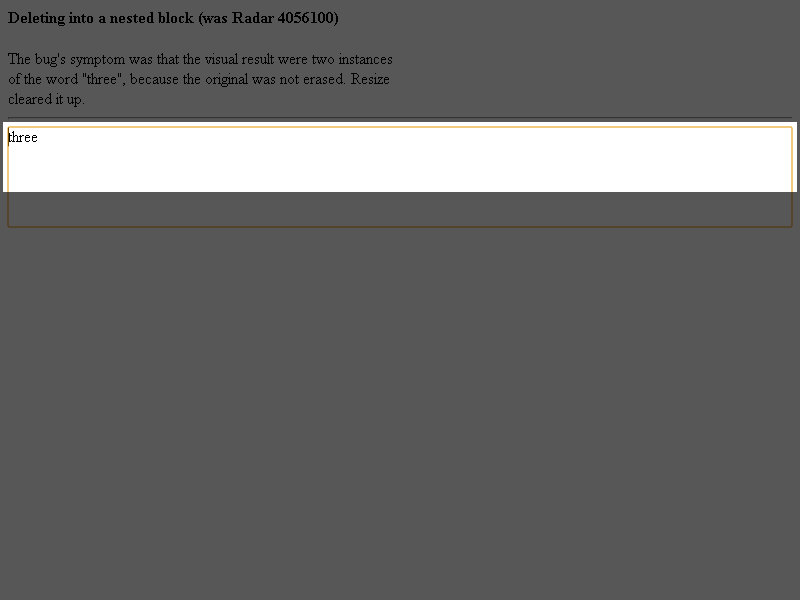 Deleting into a nested block (was Radar 4056100)
The bug's symptom was that the visual result were two instances
of the word "three", because the original was not erased. Resize
cleared it up.
three